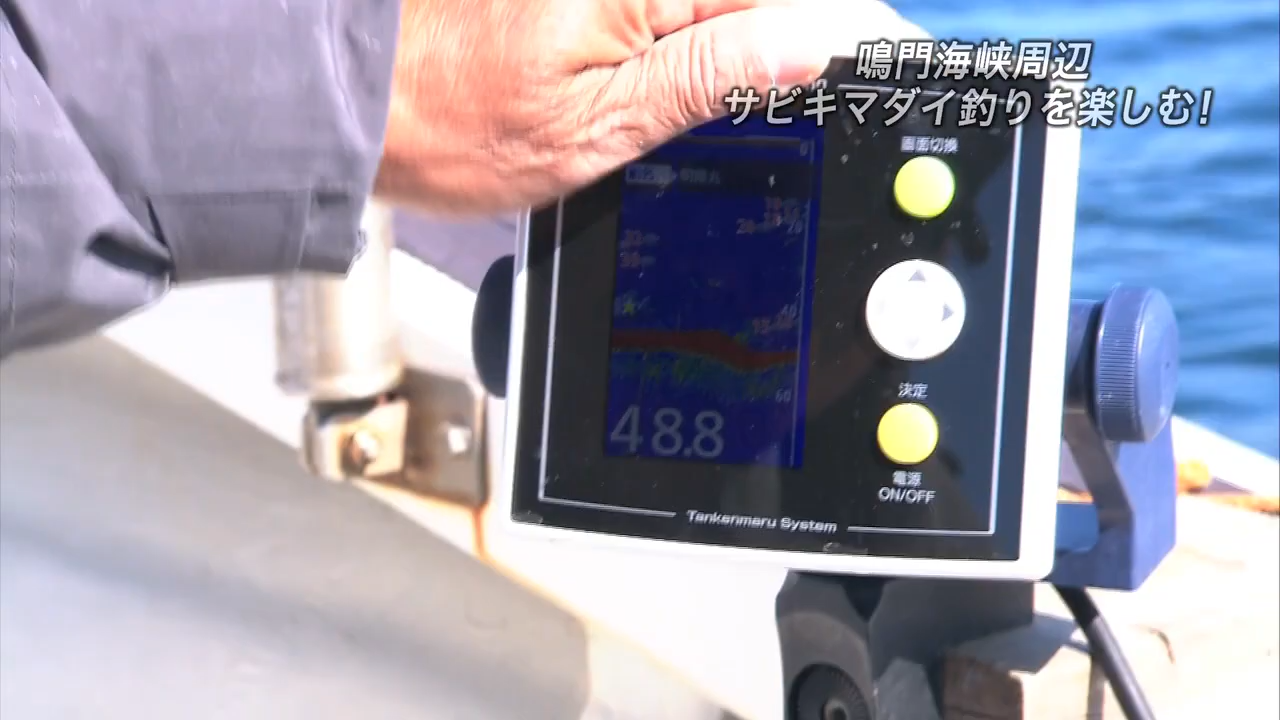 鳴門海峡周辺
サビキマダイ釣りを楽しむ!
画面切換
60
48.8
決定
電源
ON/OFF
Tankenmaru System